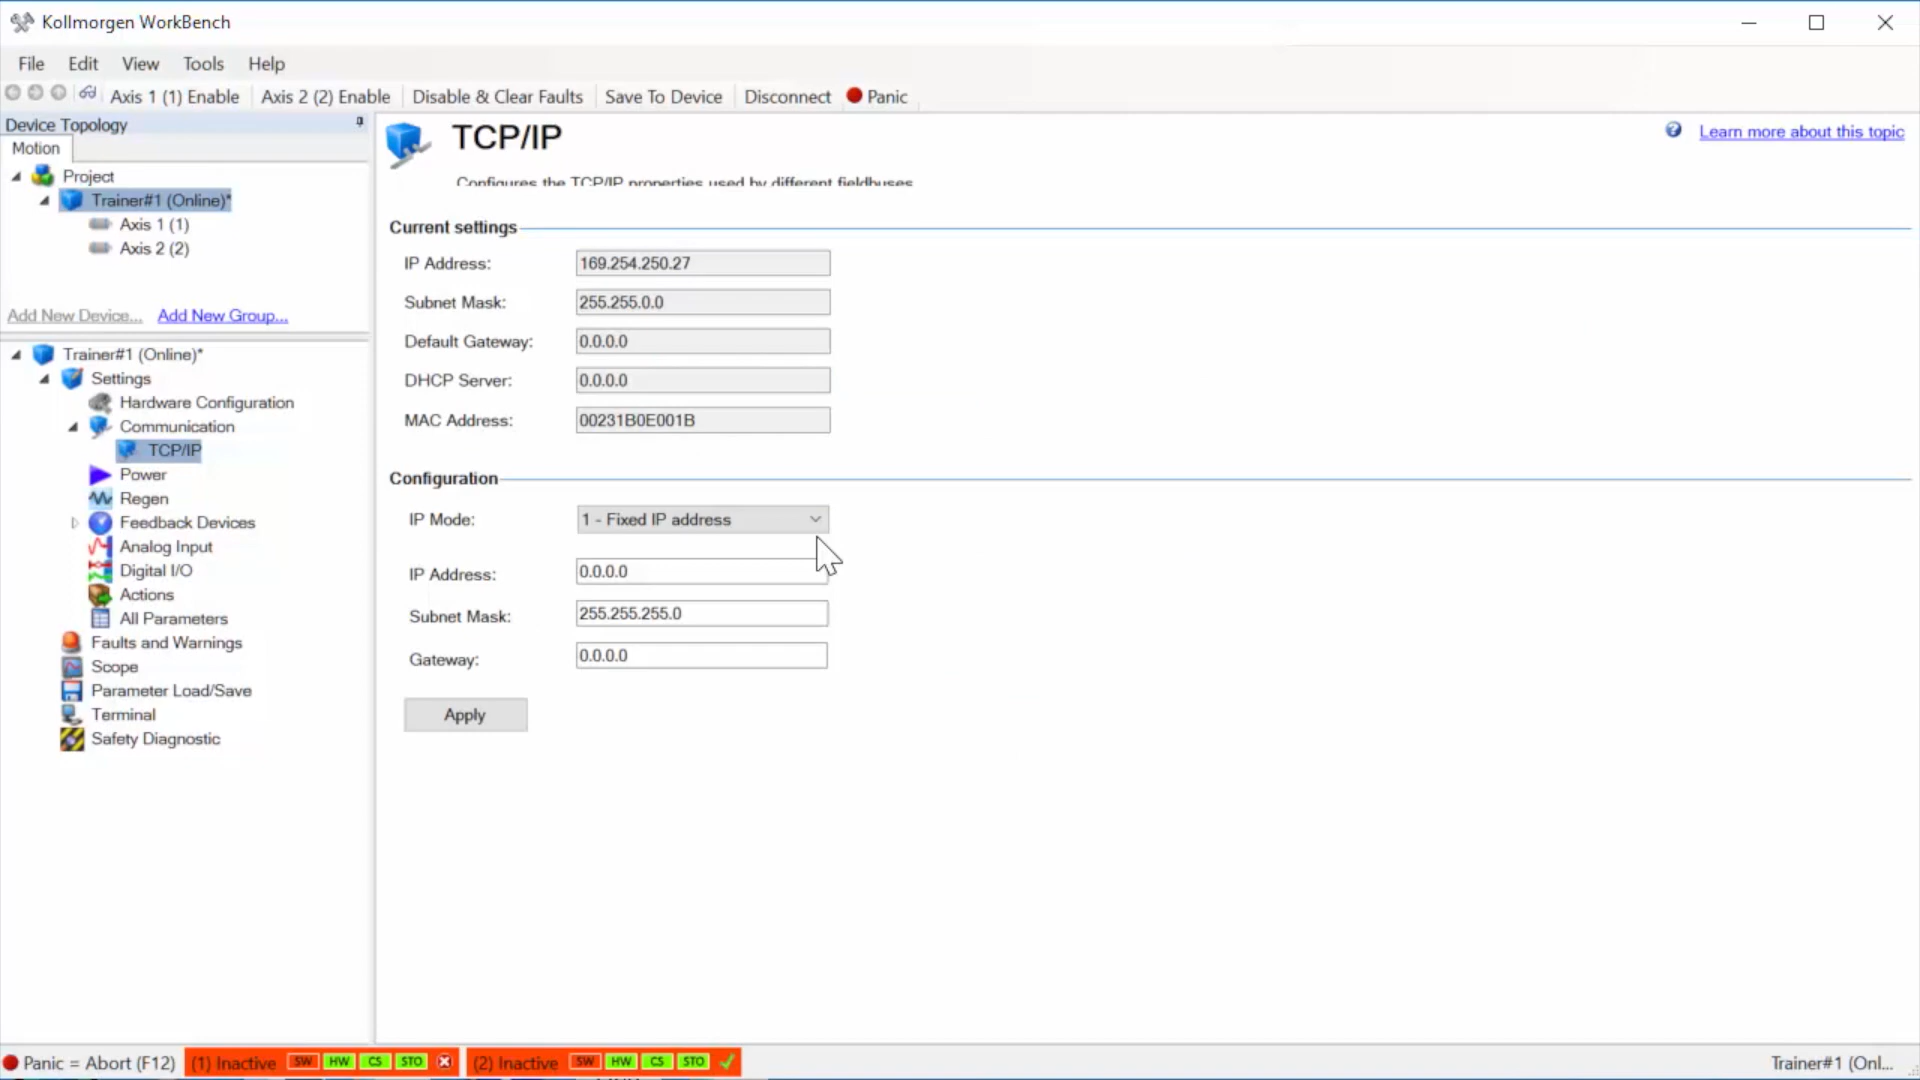 Kollmorgen WorkBench
File Edit View Tools Help
Axis 1 (1) Enable Axis 2 (2) Enable Disable & Clear Faults Save To Device Disconnect Panic
Device Topology
Motion
Project
Trainer#1 (Online)*
Axis 1 (1)
Axis 2 (2)
Add New Device... Add New Group...
Trainer#1 (Online)*
Settings
Hardware Configuration
Communication
TCP/IP
Power
Regen
Feedback Devices
Analog Input
Digital I/O
Actions
All Parameters
Faults and Warnings
Scope
Parameter Load/Save
Terminal
Safety Diagnostic
TCP/IP
Learn more about this topic
Configures the TCP/IP properties used by different fieldbuses
Current settings
IP Address: 169.254.250.27
Subnet Mask: 255.255.0.0
Default Gateway: 0.0.0.0
DHCP Server: 0.0.0.0
MAC Address: 00231B0E001B
Configuration
IP Mode: 1 - Fixed IP address
IP Address: 0.0.0.0
Subnet Mask: 255.255.255.0
Gateway: 0.0.0.0
Apply
Panic = Abort (F12) (1) Inactive SW HW CS STO (2) Inactive SW HW CS STO Trainer#1 (Onl...